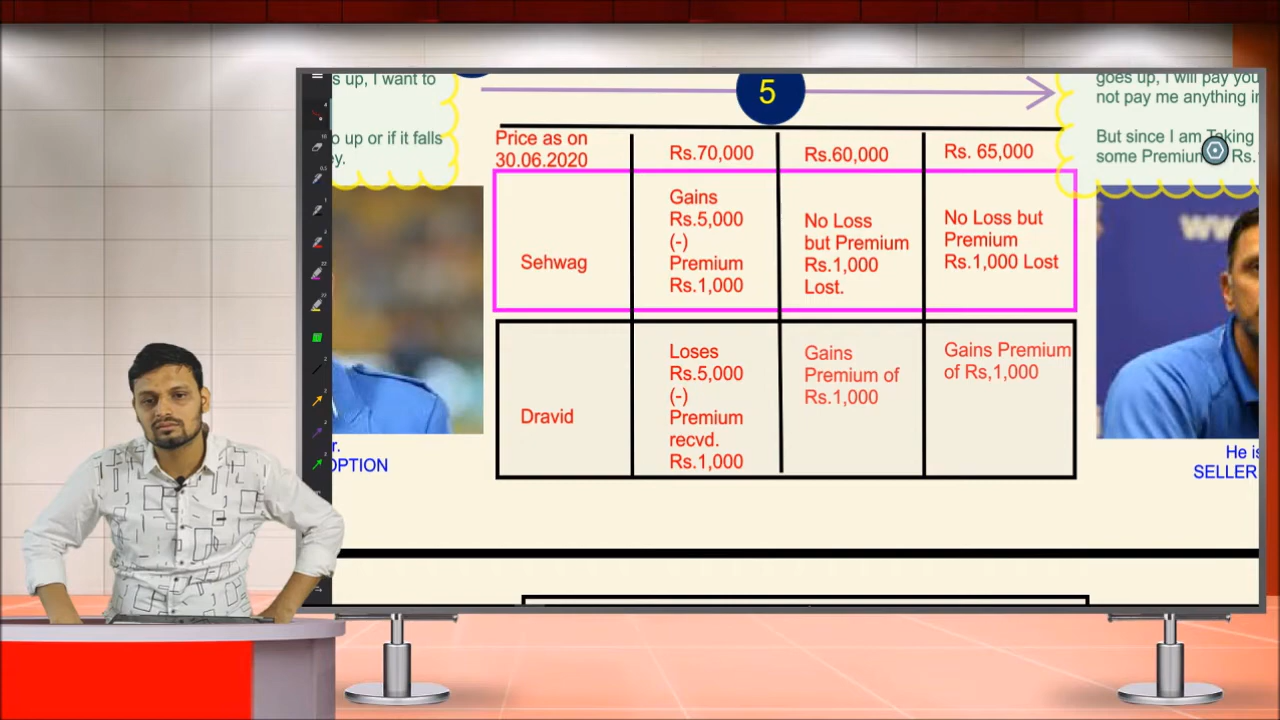 s up, I want to
o up or if it falls
ey.
5
goes up, I will pay you
not pay me anything in
But since I am Taking
some Premium Rs.
Price as on
30.06.2020
Rs.70,000
Rs.60,000
Rs. 65,000
Sehwag
Gains
Rs.5,000
(-)
Premium
Rs.1,000
No Loss
but Premium
Rs.1,000
Lost.
No Loss but
Premium
Rs.1,000 Lost
Dravid
Loses
Rs.5,000
(-)
Premium
recvd.
Rs.1,000
Gains
Premium of
Rs.1,000
Gains Premium
of Rs,1,000
r.
OPTION
He is
SELLER
www